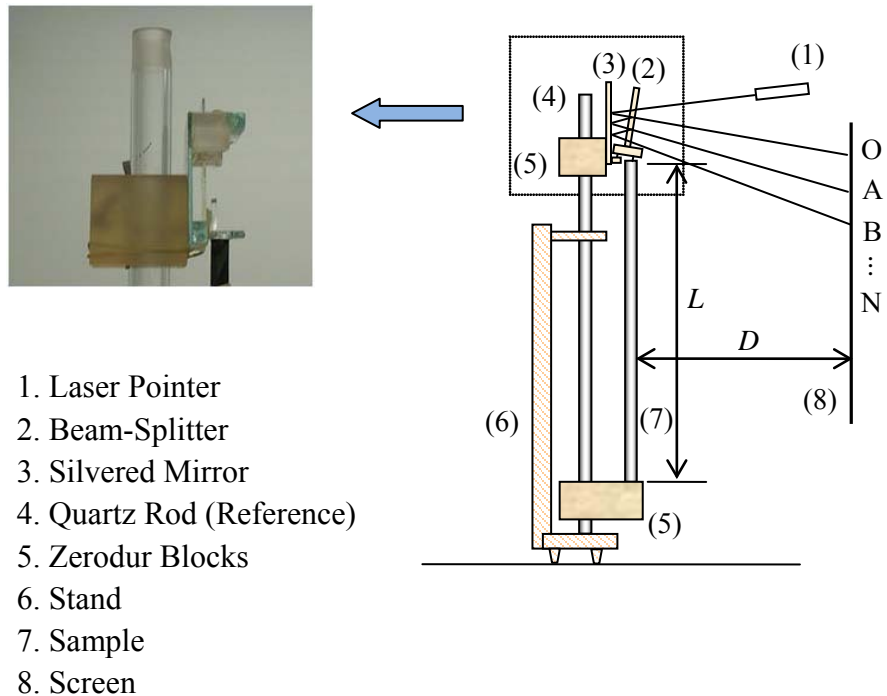 (1)
(3) (2)
(4)
(5)
O
A
B
⋮
N
L
D
(6)
(7)
(8)
(5)
1. Laser Pointer
2. Beam-Splitter
3. Silvered Mirror
4. Quartz Rod (Reference)
5. Zerodur Blocks
6. Stand
7. Sample
8. Screen